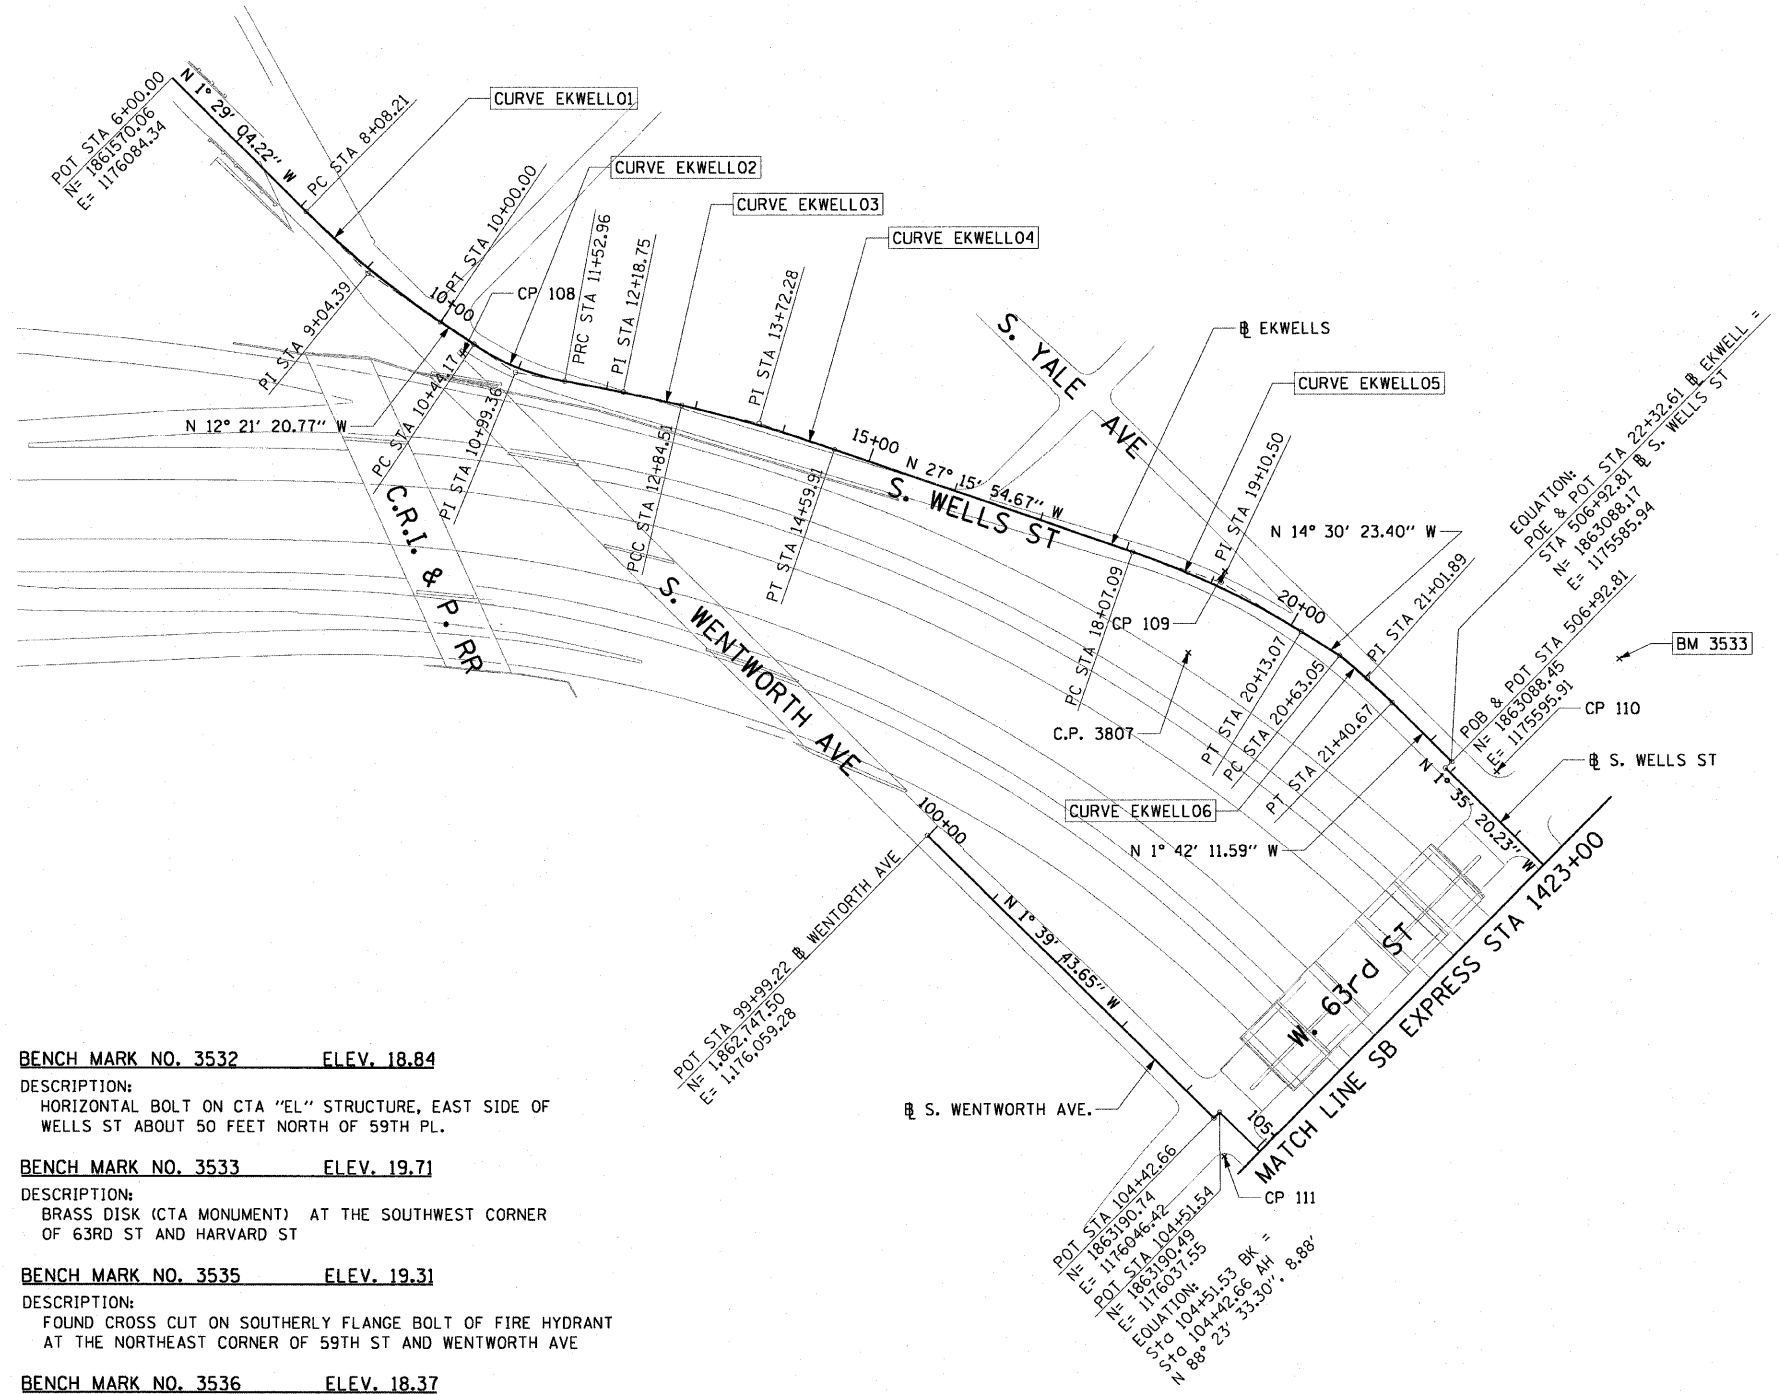 POT STA 6+00.00
N= 1861570.06
E= 1176084.34
N 1° 29' 04.22" W
PC STA 8+08.21
CURVE EKWELL01
CURVE EKWELL02
CURVE EKWELL03
CURVE EKWELL04
PT STA 10+00.00
10+00
CP 108
PRC STA 11+52.96
PI STA 12+18.75
PI STA 13+72.28
PI STA 9+04.39
N 12° 21' 20.77" W
PC STA 10+44.17
PI STA 10+99.36
PCC STA 12+84.51
PT STA 14+59.91
15+00
N 27° 15' 54.67" W
S. WELLS ST
S. YALE AVE
℄ EKWELLS
CURVE EKWELL05
PI STA 19+10.50
N 14° 30' 23.40" W
EQUATION:
POE & POT STA 22+32.61 ℄ EKWELL =
STA 506+92.81 ℄ S. WELLS ST
N= 1863088.17
E= 1175585.94
C.R.I. & P. RR
S. WENTWORTH AVE
PC STA 18+07.09
CP 109
20+00
PI STA 21+01.89
C.P. 3807
PT STA 20+13.07
PC STA 20+63.05
PT STA 21+40.67
POB & POT STA 506+92.81
N= 1863088.45
E= 1175595.91
BM 3533
CP 110
℄ S. WELLS ST
CURVE EKWELL06
N 1° 42' 11.59" W
N 1° 35' 20.23" W
100+00
POT STA 99+99.22 ℄ WENTORTH AVE
N= 1,862,747.50
E= 1,176,059.28
N 1° 39' 43.65" W
W. 63rd ST
MATCH LINE SB EXPRESS STA 1423+00
℄ S. WENTWORTH AVE.
105
CP 111
POT STA 104+42.66
N= 1863190.74
E= 1176046.42
POT STA 104+51.54
N= 1863190.49
E= 1176037.55
EQUATION:
Sta 104+51.53 BK =
Sta 104+42.66 AH
N 88° 23' 33.30", 8.88'
BENCH MARK NO. 3532 ELEV. 18.84
DESCRIPTION:
HORIZONTAL BOLT ON CTA "EL" STRUCTURE, EAST SIDE OF
WELLS ST ABOUT 50 FEET NORTH OF 59TH PL.
BENCH MARK NO. 3533 ELEV. 19.71
DESCRIPTION:
BRASS DISK (CTA MONUMENT) AT THE SOUTHWEST CORNER
OF 63RD ST AND HARVARD ST
BENCH MARK NO. 3535 ELEV. 19.31
DESCRIPTION:
FOUND CROSS CUT ON SOUTHERLY FLANGE BOLT OF FIRE HYDRANT
AT THE NORTHEAST CORNER OF 59TH ST AND WENTWORTH AVE
BENCH MARK NO. 3536 ELEV. 18.37